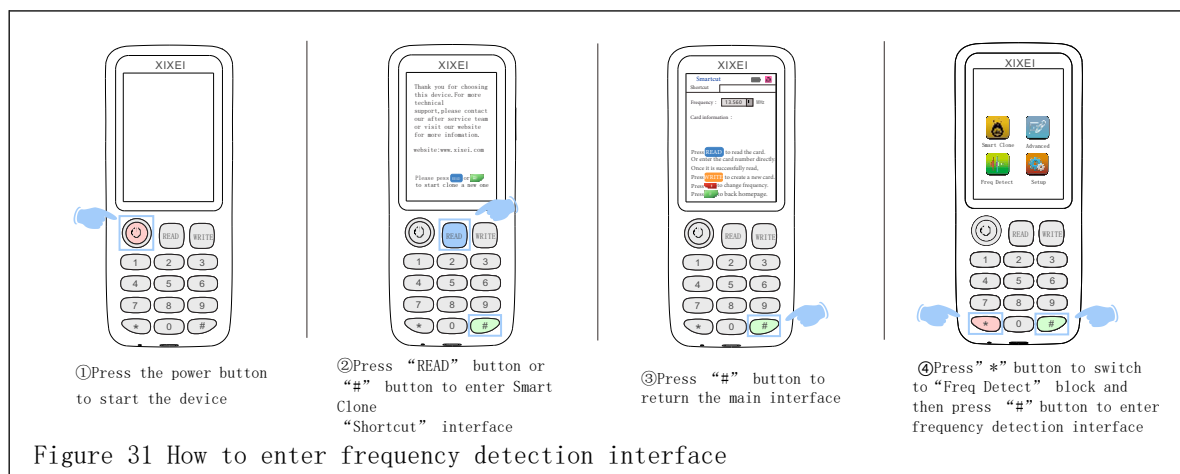 XIXEI
READ
WRITE
1 2 3
4 5 6
7 8 9
* 0 #
①Press the power button
to start the device
XIXEI
Thank you for choosing
this device.For more
technical
support,please contact
our after service team
or visit our website
for more infomation.
website:www.xixei.com
Please peess or
to start clone a new one
READ
WRITE
1 2 3
4 5 6
7 8 9
* 0 #
②Press “READ” button or
“#” button to enter Smart
Clone
“Shortcut” interface
XIXEI
Smartcut
Shortcut
Frequency : 13.560
Card information :
Press READ to read the card.
Or enter the card number directly.
Once it is successfully read,
Press WRITE to create a new card.
Press * to change frequency.
Press to back homepage.
READ
WRITE
1 2 3
4 5 6
7 8 9
* 0 #
③Press “#” button to
return the main interface
XIXEI
Smart Clone
Advanced
Freq Detect
Setup
READ
WRITE
1 2 3
4 5 6
7 8 9
* 0 #
④Press”*”button to switch
to“Freq Detect” block and
then press “#”button to enter
frequency detection interface
Figure 31 How to enter frequency detection interface